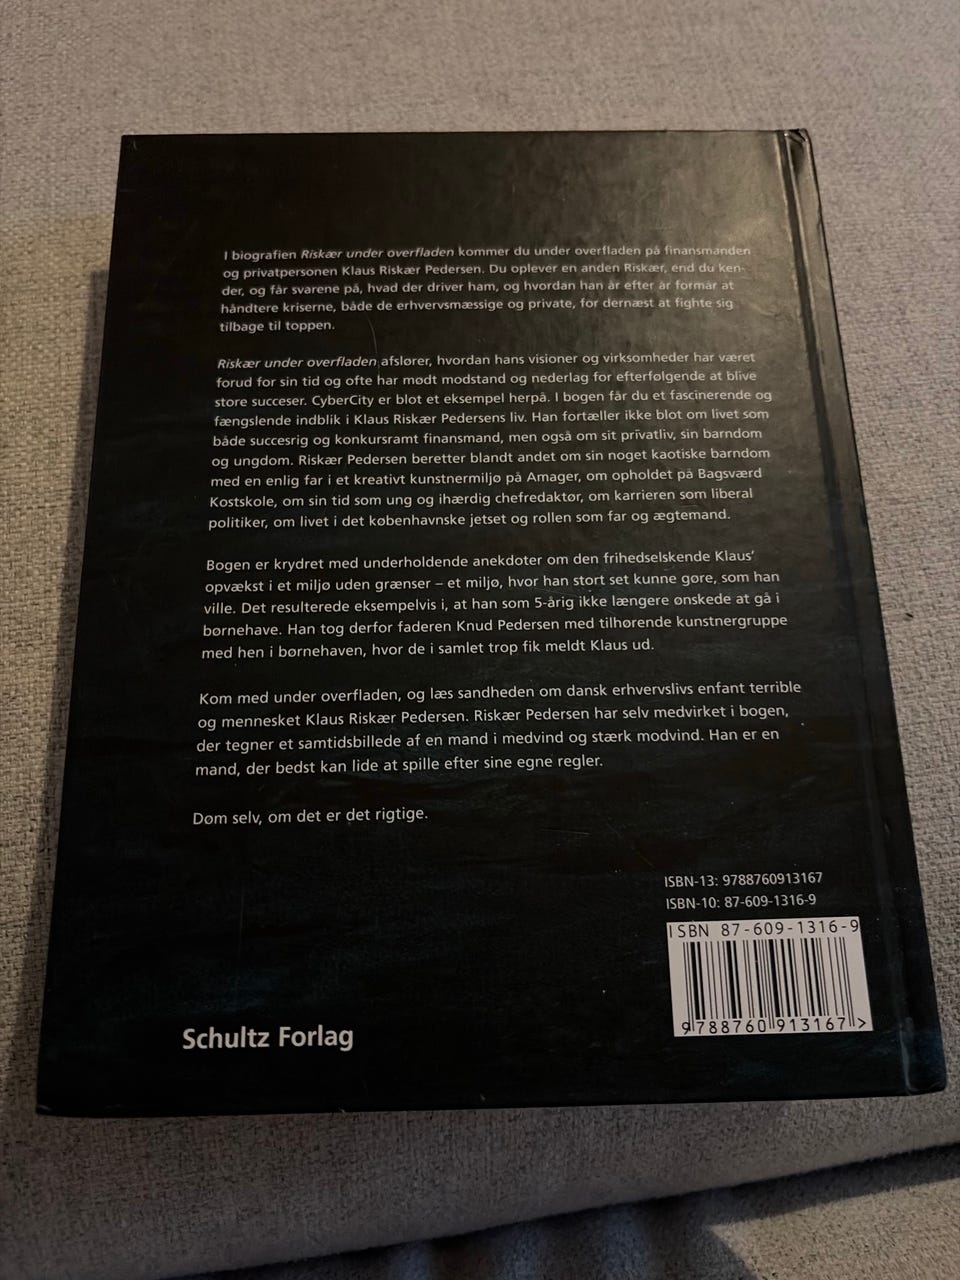 I biografien Riskær under overfladen kommer du under overfladen på finansmanden
og privatpersonen Klaus Riskær Pedersen. Du oplever en anden Riskær, end du ken-
der, og får svarene på, hvad der driver ham, og hvordan han år efter år formår at
håndtere kriserne, både de erhvervsmæssige og private, for dernæst at fighte sig
tilbage til toppen.
Riskær under overfladen afslører, hvordan hans visioner og virksomheder har været
forud for sin tid og ofte har mødt modstand og nederlag for efterfølgende at blive
store succeser. CyberCity er blot et eksempel herpå. I bogen får du et fascinerende og
fængslende indblik i Klaus Riskær Pedersens liv. Han fortæller ikke blot om livet som
både succesrig og konkursramt finansmand, men også om sit privatliv, sin barndom
og ungdom. Riskær Pedersen beretter blandt andet om sin noget kaotiske barndom
med en enlig far i et kreativt kunstnermiljø på Amager, om opholdet på Bagsværd
Kostskole, om sin tid som ung og ihærdig chefredaktør, om karrieren som liberal
politiker, om livet i det københavnske jetset og rollen som far og ægtemand.
Bogen er krydret med underholdende anekdoter om den frihedselskende Klaus'
opvækst i et miljø uden grænser – et miljø, hvor han stort set kunne gøre, som han
ville. Det resulterede eksempelvis i, at han som 5-årig ikke længere ønskede at gå i
børnehave. Han tog derfor faderen Knud Pedersen med tilhørende kunstnergruppe
med hen i børnehaven, hvor de i samlet trop fik meldt Klaus ud.
Kom med under overfladen, og læs sandheden om dansk erhvervslivs enfant terrible
og mennesket Klaus Riskær Pedersen. Riskær Pedersen har selv medvirket i bogen,
der tegner et samtidsbillede af en mand i medvind og stærk modvind. Han er en
mand, der bedst kan lide at spille efter sine egne regler.
Døm selv, om det er det rigtige.
ISBN-13: 9788760913167
ISBN-10: 87-609-1316-9
ISBN 87-609-1316-9
9788760913167>
Schultz Forlag